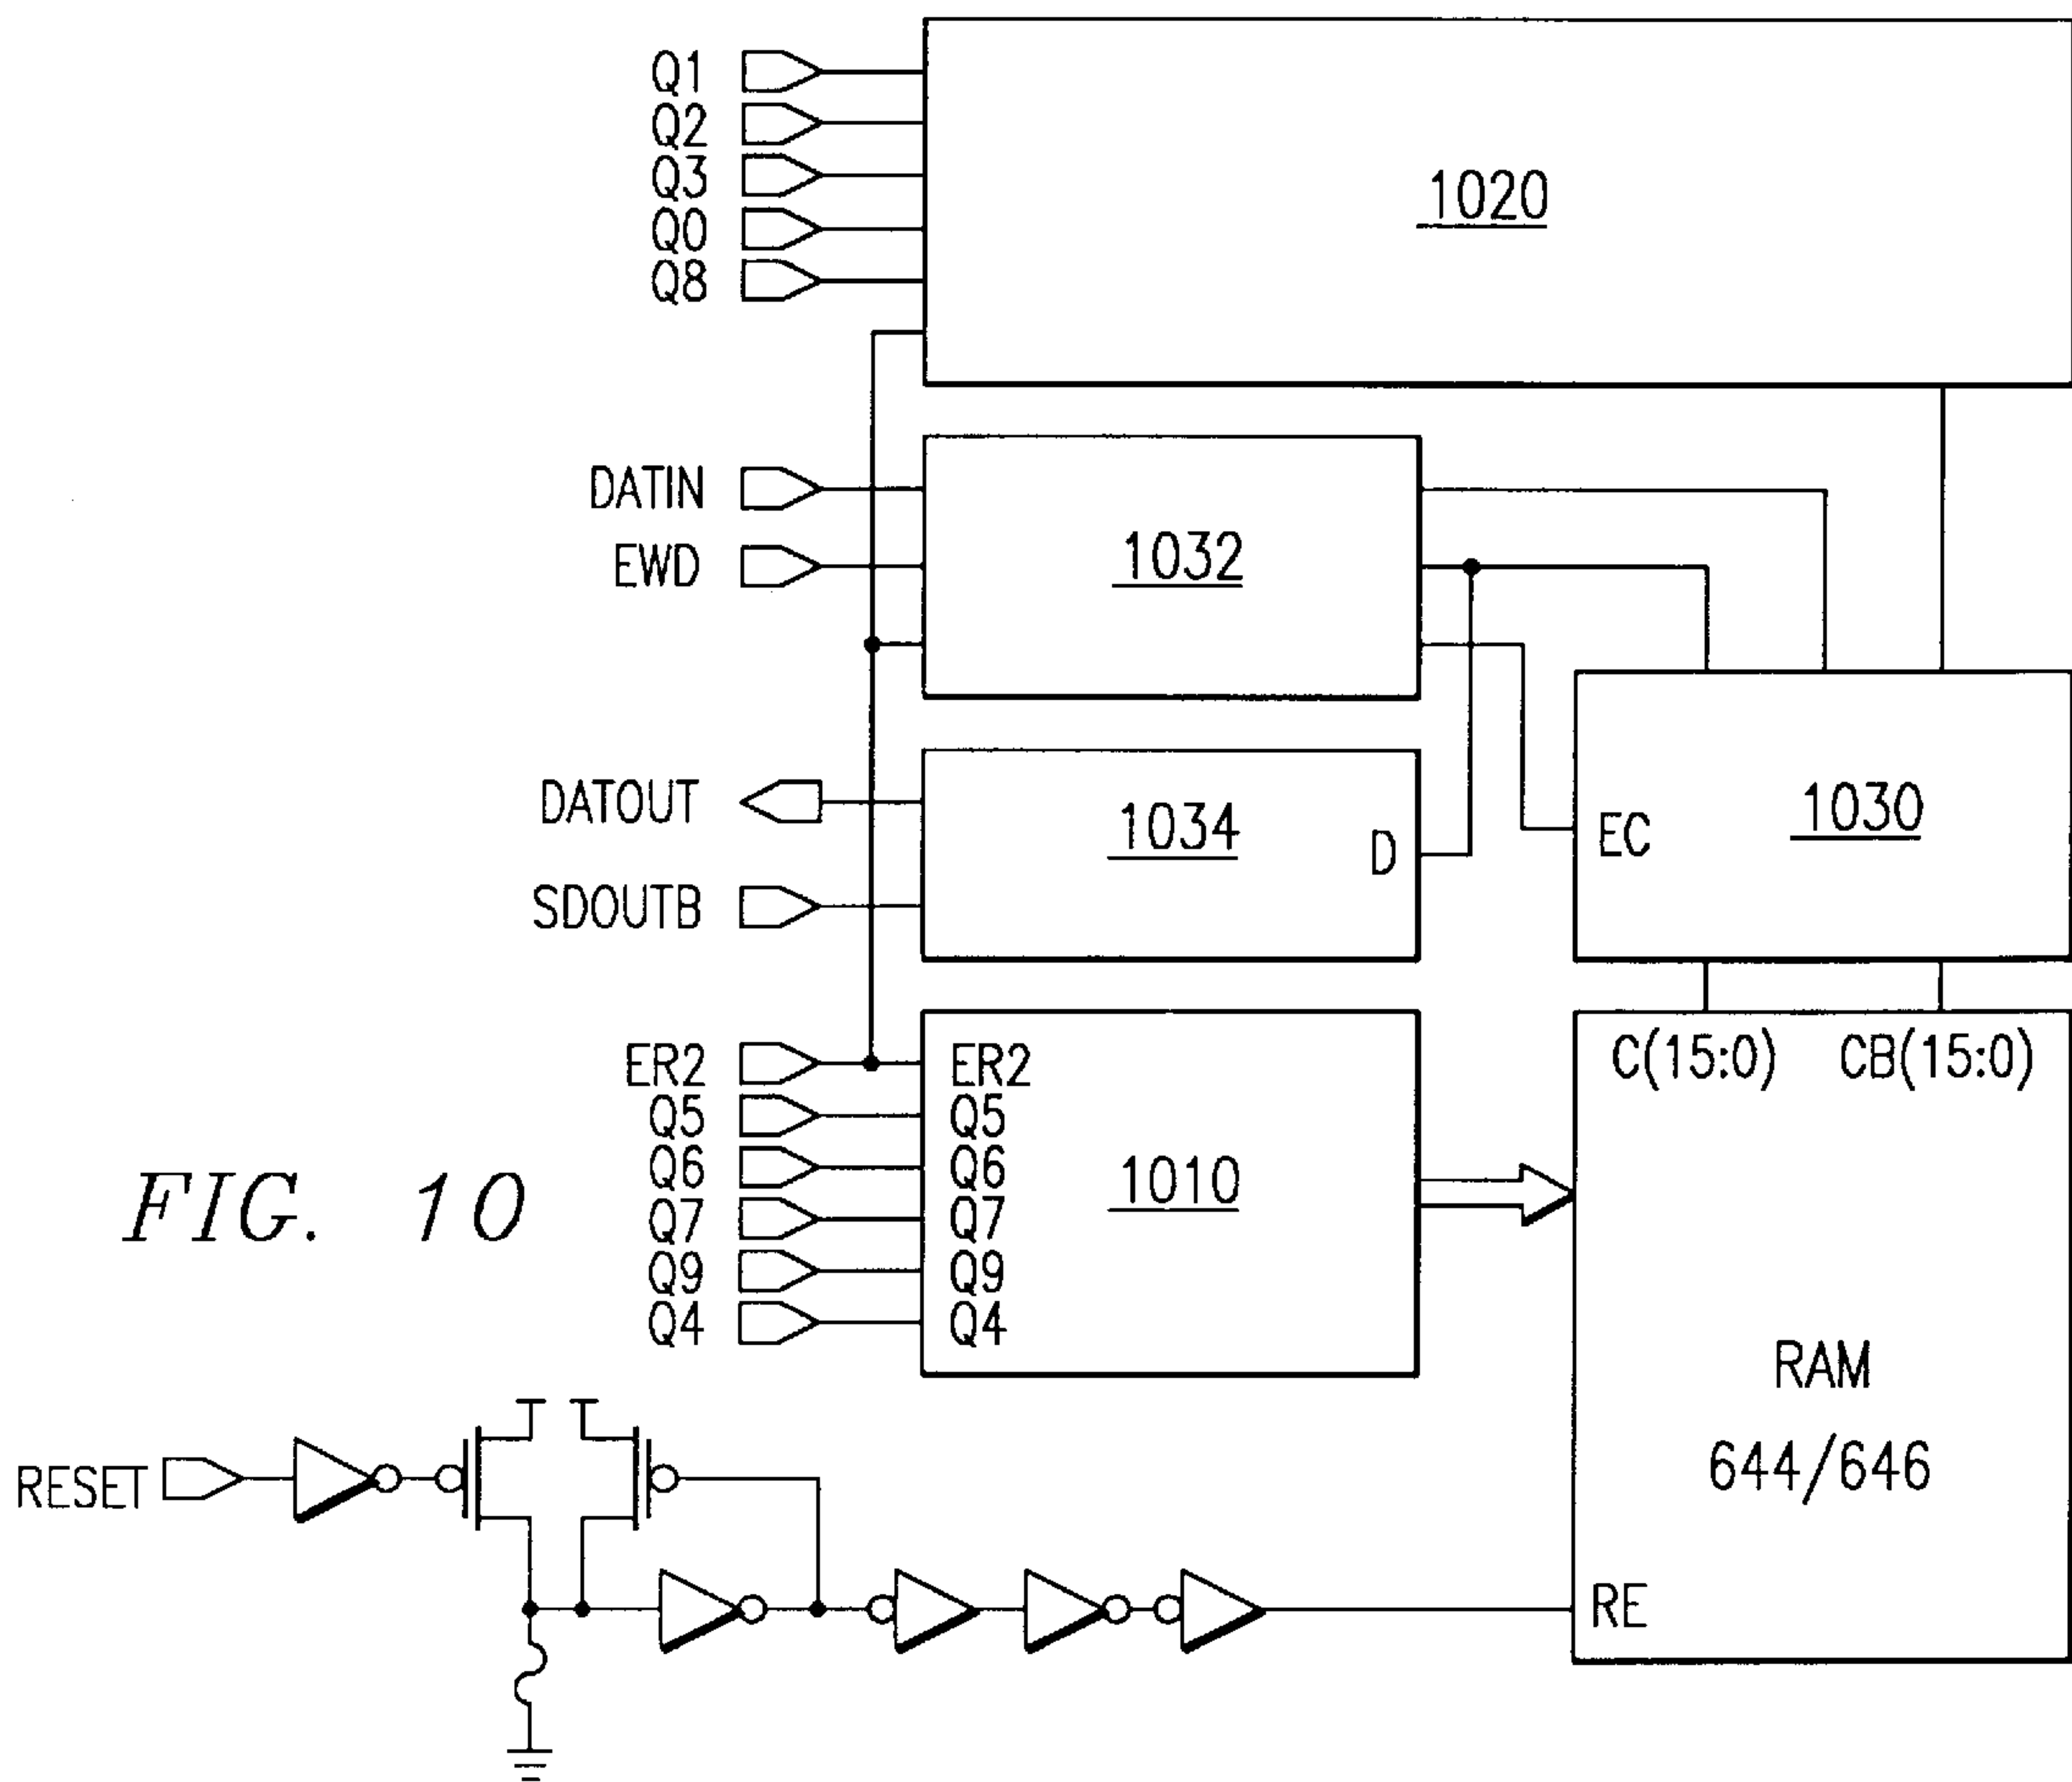 Q1
Q2
Q3
Q0
Q8
1020
DATIN
EWD
1032
DATOUT
SDOUTB
1034
D
EC
1030
ER2
Q5
Q6
Q7
Q9
Q4
ER2
Q5
Q6
Q7
Q9
Q4
1010
C(15:0) CB(15:0)
RAM
644/646
RE
FIG. 10
RESET